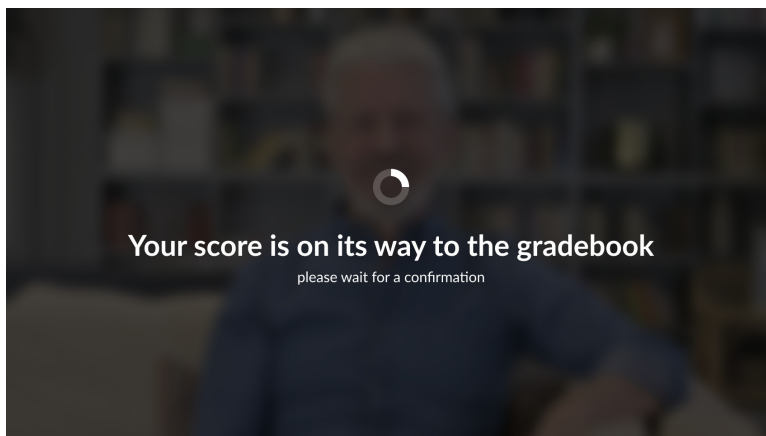 Your score is on its way to the gradebook
please wait for a confirmation